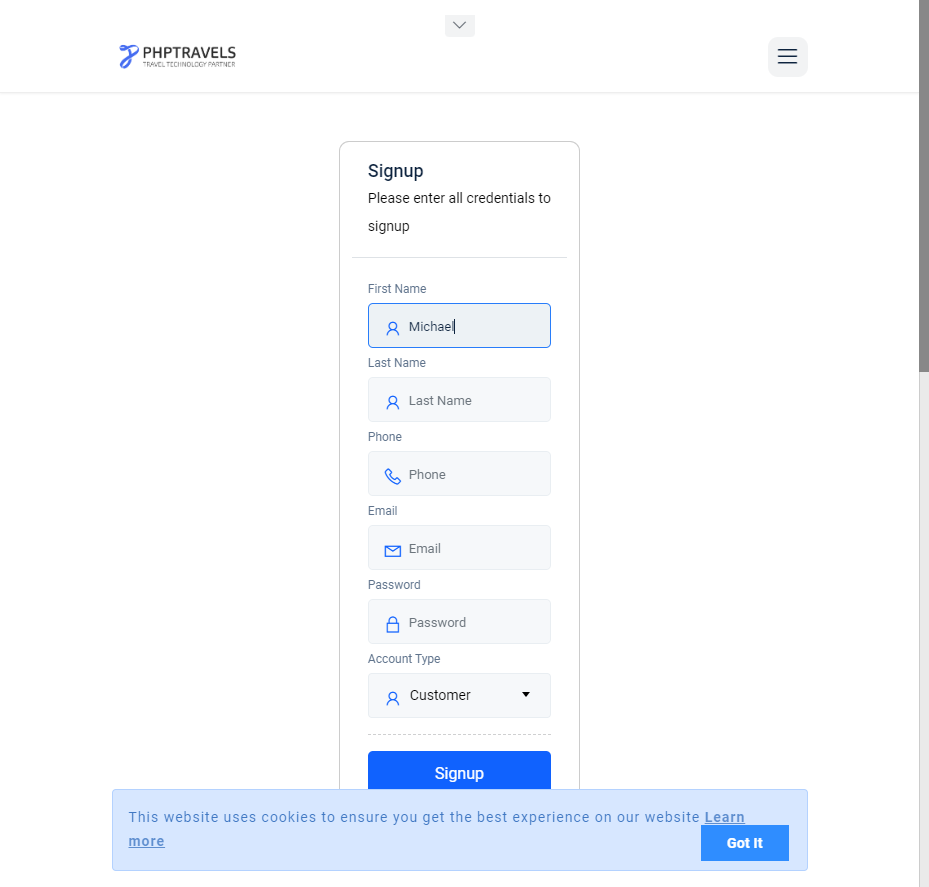 PHPTRAVELS
TRAVEL TECHNOLOGY PARTNER
Signup
Please enter all credentials to
signup
First Name
Michael
Last Name
Last Name
Phone
Phone
Email
Email
Password
Password
Account Type
Customer
Signup
This website uses cookies to ensure you get the best experience on our website Learn
more
Got It